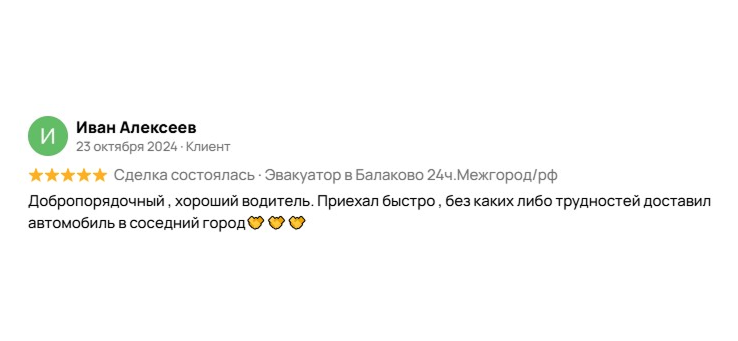 И
Иван Алексеев
23 октября 2024 · Клиент
Сделка состоялась · Эвакуатор в Балаково 24ч.Межгород/рф
Добропорядочный , хороший водитель. Приехал быстро , без каких либо трудностей доставил
автомобиль в соседний город